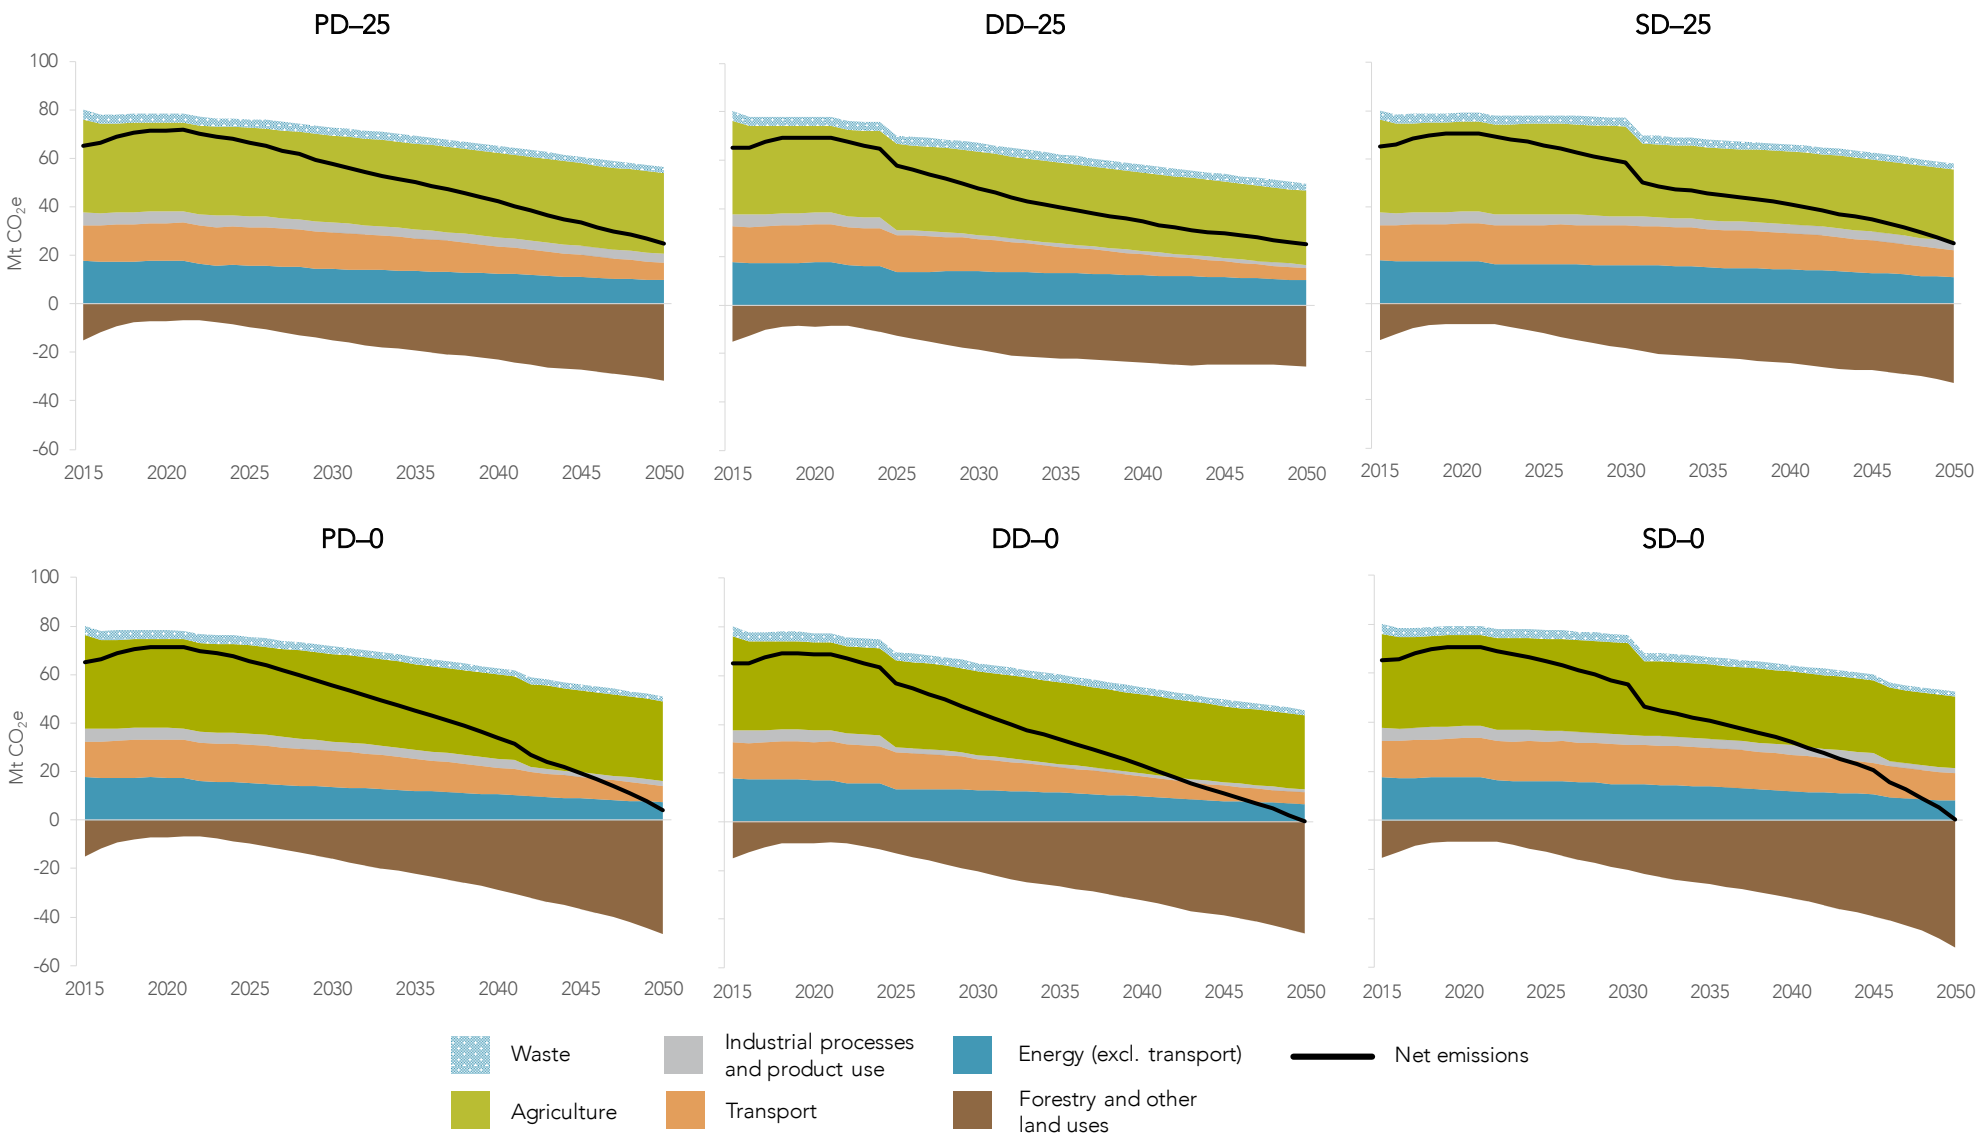 PD–25
DD–25
SD–25
Mt CO₂e
100
80
60
40
20
0
-20
-40
-60
2015 2020 2025 2030 2035 2040 2045 2050
2015 2020 2025 2030 2035 2040 2045 2050
2015 2020 2025 2030 2035 2040 2045 2050
PD–0
DD–0
SD–0
Mt CO₂e
100
80
60
40
20
0
-20
-40
-60
2015 2020 2025 2030 2035 2040 2045 2050
2015 2020 2025 2030 2035 2040 2045 2050
2015 2020 2025 2030 2035 2040 2045 2050
Waste
Industrial processes
and product use
Energy (excl. transport)
Net emissions
Agriculture
Transport
Forestry and other
land uses